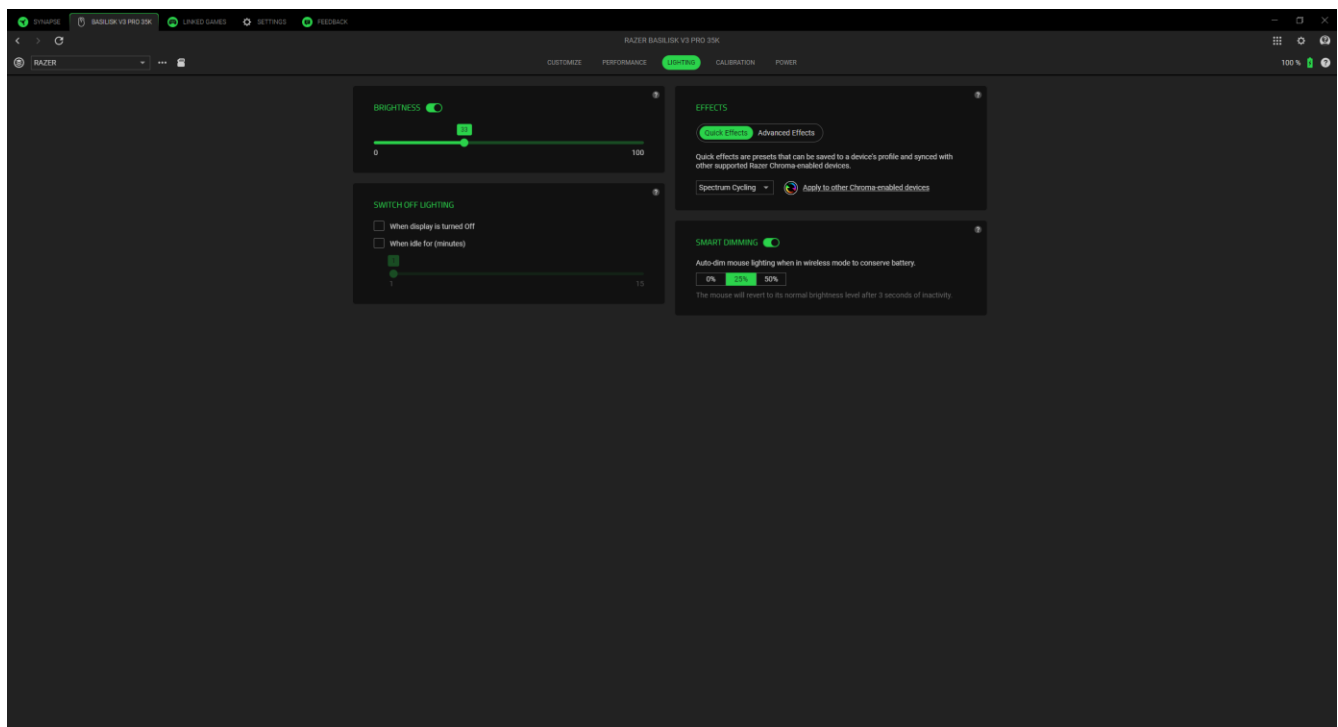 SYNAPSE BASILISK V3 PRO 35K LINKED GAMES SETTINGS FEEDBACK
RAZER BASILISK V3 PRO 35K
RAZER CUSTOMIZE PERFORMANCE LIGHTING CALIBRATION POWER 100 %
BRIGHTNESS
33
0 100
SWITCH OFF LIGHTING
When display is turned Off
When idle for (minutes)
1
1 15
EFFECTS
Quick Effects Advanced Effects
Quick effects are presets that can be saved to a device's profile and synced with
other supported Razer Chroma-enabled devices.
Spectrum Cycling Apply to other Chroma-enabled devices
SMART DIMMING
Auto-dim mouse lighting when in wireless mode to conserve battery.
0% 25% 50%
The mouse will revert to its normal brightness level after 3 seconds of inactivity.